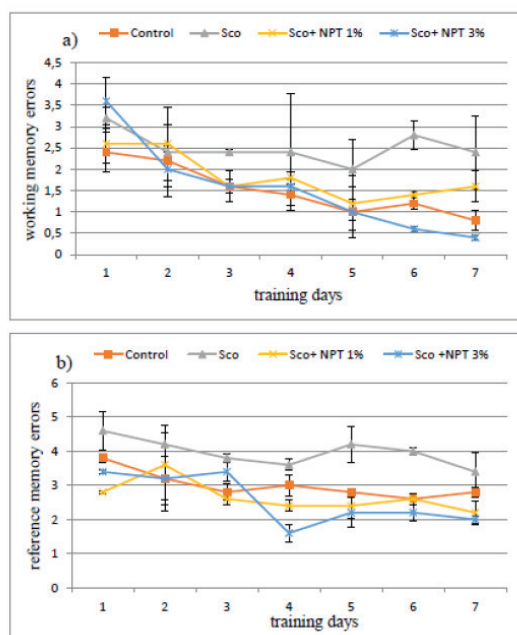 a)
Control Sco Sco+ NPT 1% Sco+ NPT 3%
working memory errors
4,5
4
3,5
3
2,5
2
1,5
1
0,5
0
1 2 3 4 5 6 7
training days
b)
Control Sco Sco+ NPT 1% Sco +NPT 3%
reference memory errors
6
5
4
3
2
1
0
1 2 3 4 5 6 7
training days